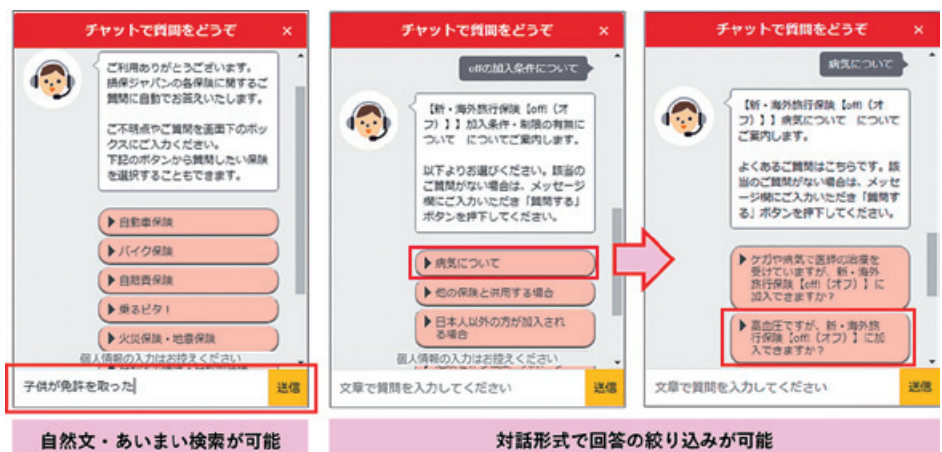 チャットで質問をどうぞ ×
ご利用ありがとうございます。
損保ジャパンの各保険に関するご
質問に自動でお答えいたします。
ご不明点やご質問を画面下のボッ
クスにご入力ください。
下記のボタンから質問したい保険
を選択することもできます。
▶自動車保険
▶バイク保険
▶自賠責保険
▶乗るピタ!
▶火災保険・地震保険
個人情報の入力はお控えください
子供が免許を取った
送信
自然文・あいまい検索が可能
チャットで質問をどうぞ ×
offの加入条件について
【新・海外旅行保険【off!(オ
フ)】】加入条件・制限の有無に
ついて についてご案内します。
以下よりお選びください。該当の
ご質問がない場合は、メッセージ
欄にご入力いただき「質問する」
ボタンを押下してください。
▶病気について
▶他の保険と併用する場合
▶日本人以外の方が加入され
る場合
個人情報の入力はお控えください
文章で質問を入力してください
送信
チャットで質問をどうぞ ×
病気について
【新・海外旅行保険【off!(オ
フ)】】病気について について
ご案内します。
よくあるご質問はこちらです。該
当のご質問がない場合は、メッセ
ージ欄にご入力いただき「質問す
る」ボタンを押下してください。
▶ケガや病気で医師の治療を
受けていますが、新・海外
旅行保険【off!(オフ)】に
加入できますか?
▶高血圧ですが、新・海外旅
行保険【off!(オフ)】に加
入できますか?
文章で質問を入力してください
送信
対話形式で回答の絞り込みが可能